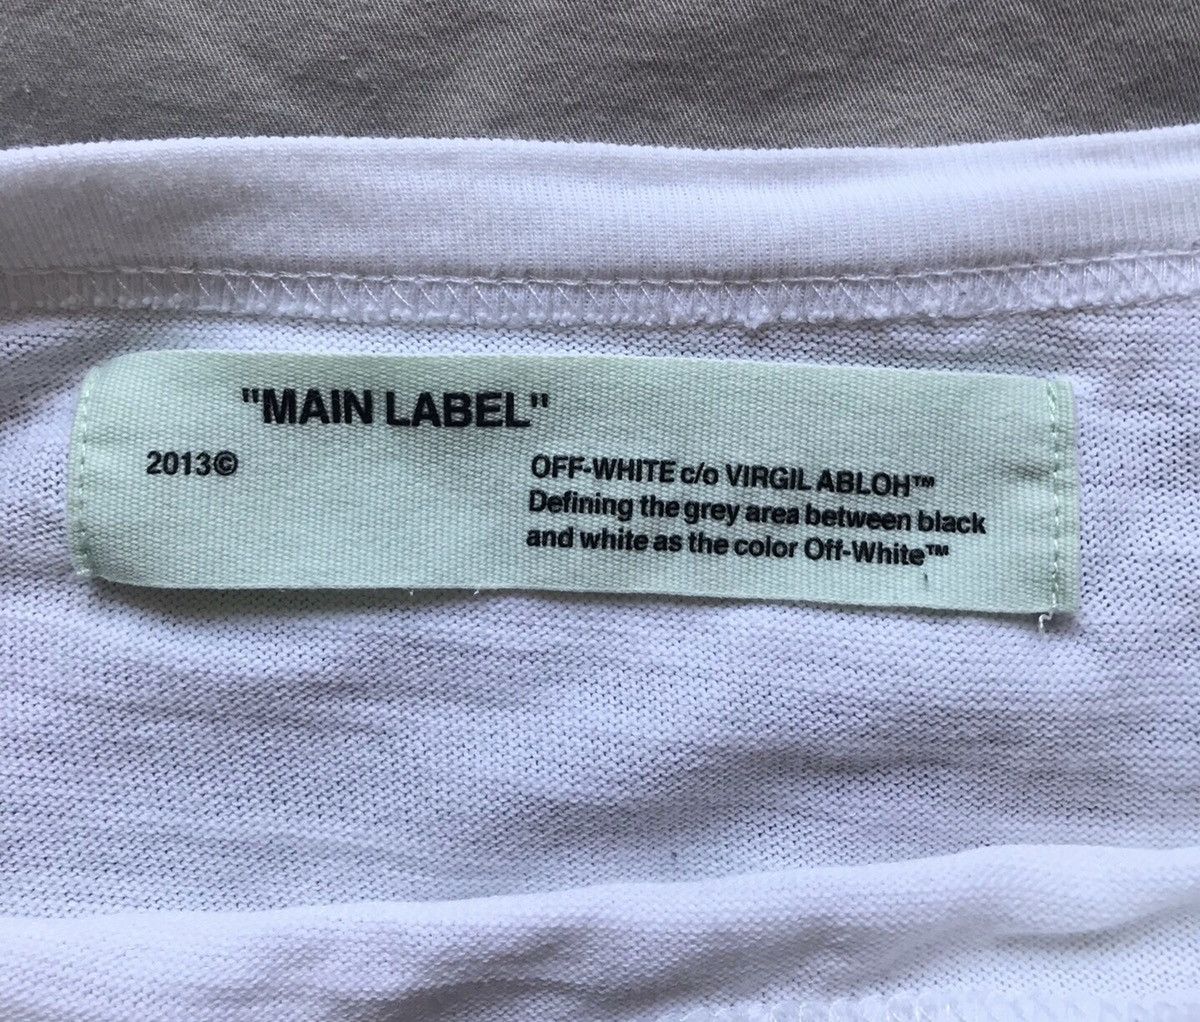 "MAIN LABEL"
2013©
OFF-WHITE c/o VIRGIL ABLOH™
Defining the grey area between black
and white as the color Off-White™